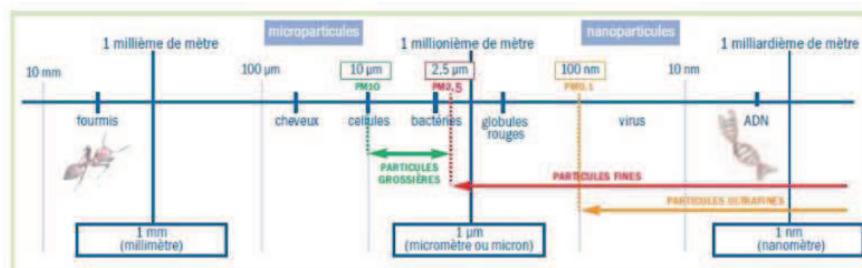 microparticules
nanoparticules
1 millième de mètre
1 millionième de mètre
1 milliardième de mètre
10 mm
100 µm
10 µm
2,5 µm
100 nm
10 nm
PM10
PM2,5
PM0,1
fourmis
cheveux
cellules
bactéries
globules
rouges
virus
ADN
PARTICULES
GROSSIÈRES
PARTICULES FINES
PARTICULES ULTRAFINES
1 mm
(millimètre)
1 µm
(micromètre ou micron)
1 nm
(nanomètre)